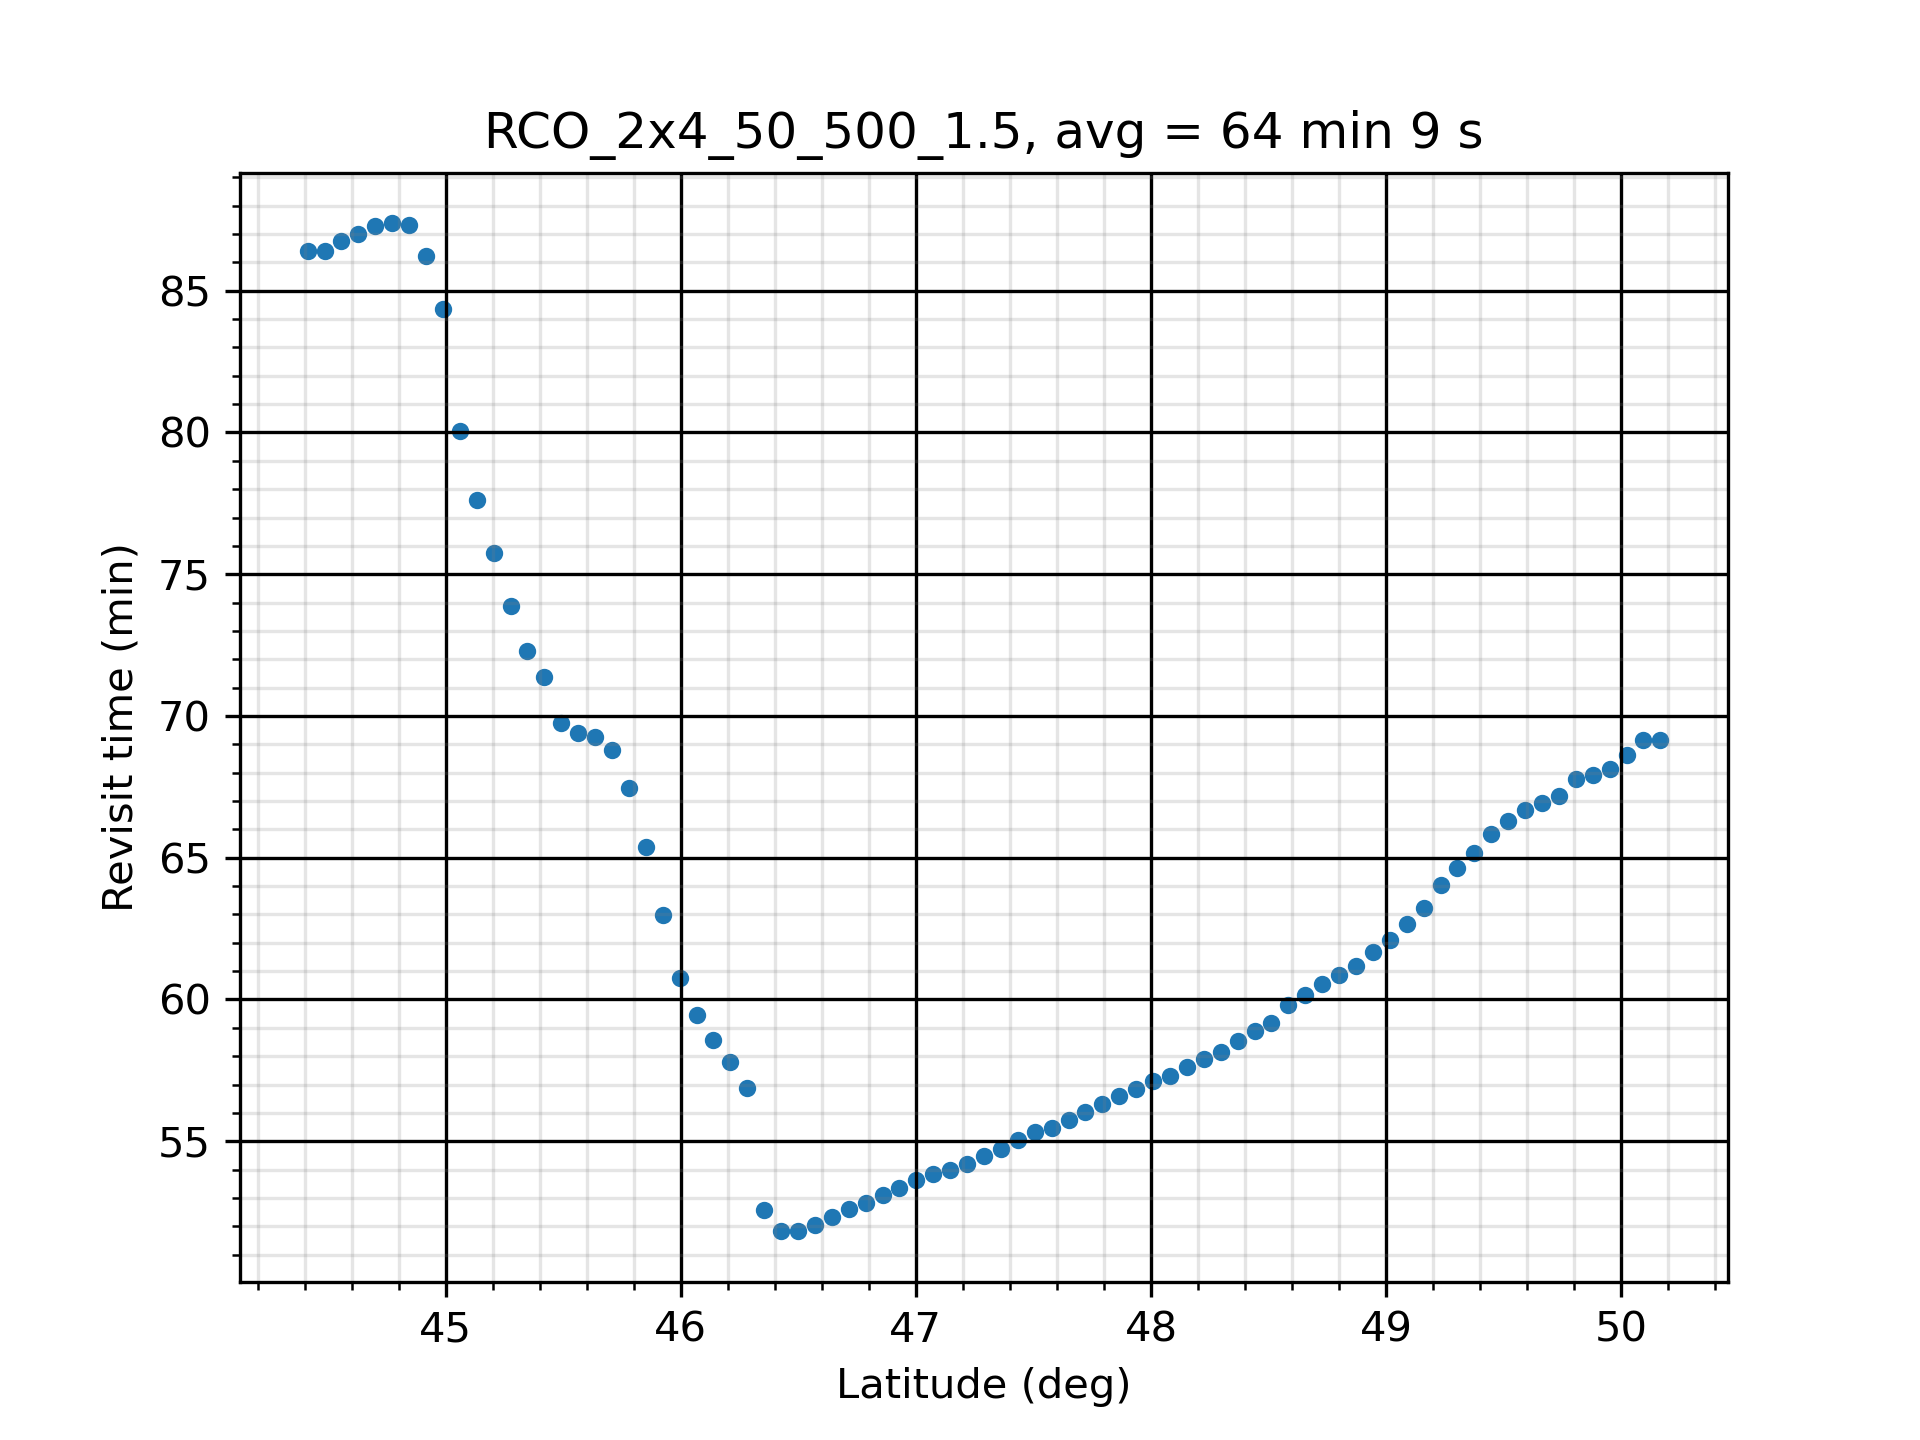 RCO_2x4_50_500_1.5, avg = 64 min 9 s
Revisit time (min)
85
80
75
70
65
60
55
45 46 47 48 49 50
Latitude (deg)